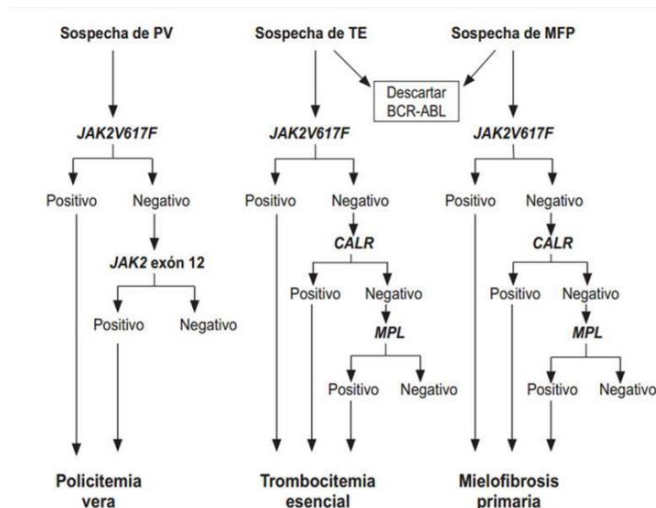 Sospecha de PV
Sospecha de TE
Sospecha de MFP
Descartar
BCR-ABL
JAK2V617F
JAK2V617F
JAK2V617F
Positivo
Negativo
Positivo
Negativo
Positivo
Negativo
JAK2 exón 12
CALR
CALR
Positivo
Negativo
Positivo
Negativo
Positivo
Negativo
MPL
MPL
Positivo
Negativo
Positivo
Negativo
Policitemia
vera
Trombocitemia
esencial
Mielofibrosis
primaria